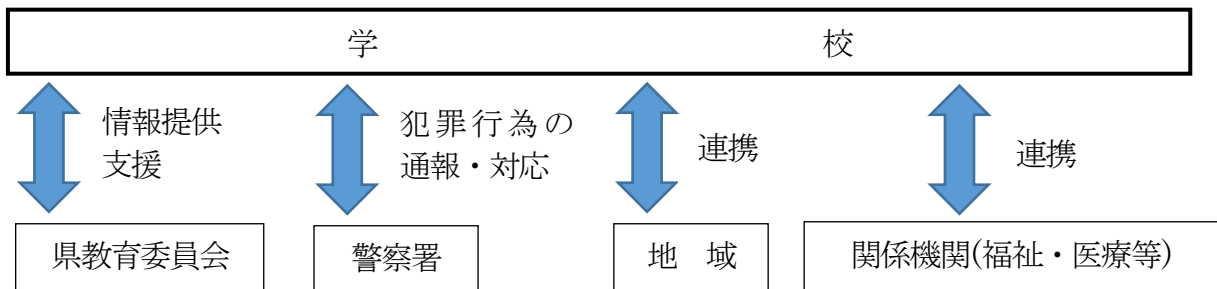 学校
情報提供
支援
犯罪行為の
通報・対応
連携
連携
県教育委員会
警察署
地 域
関係機関(福祉・医療等)